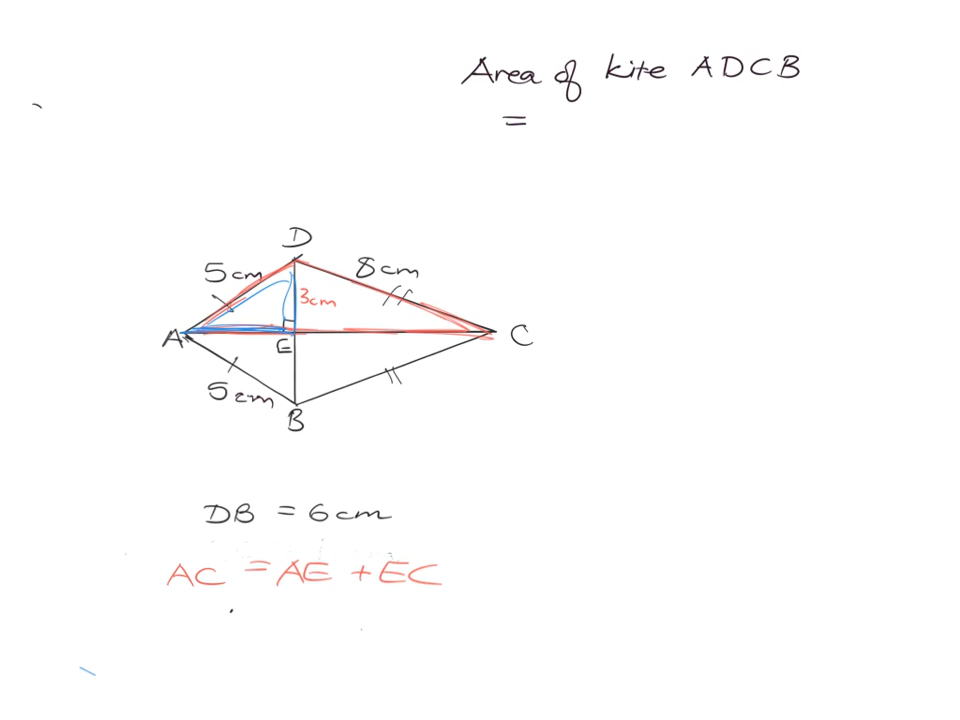 Area of kite ADCB
=
D
5cm
8cm
3cm
A
E
C
5cm
B
DB = 6cm
AC = AE + EC